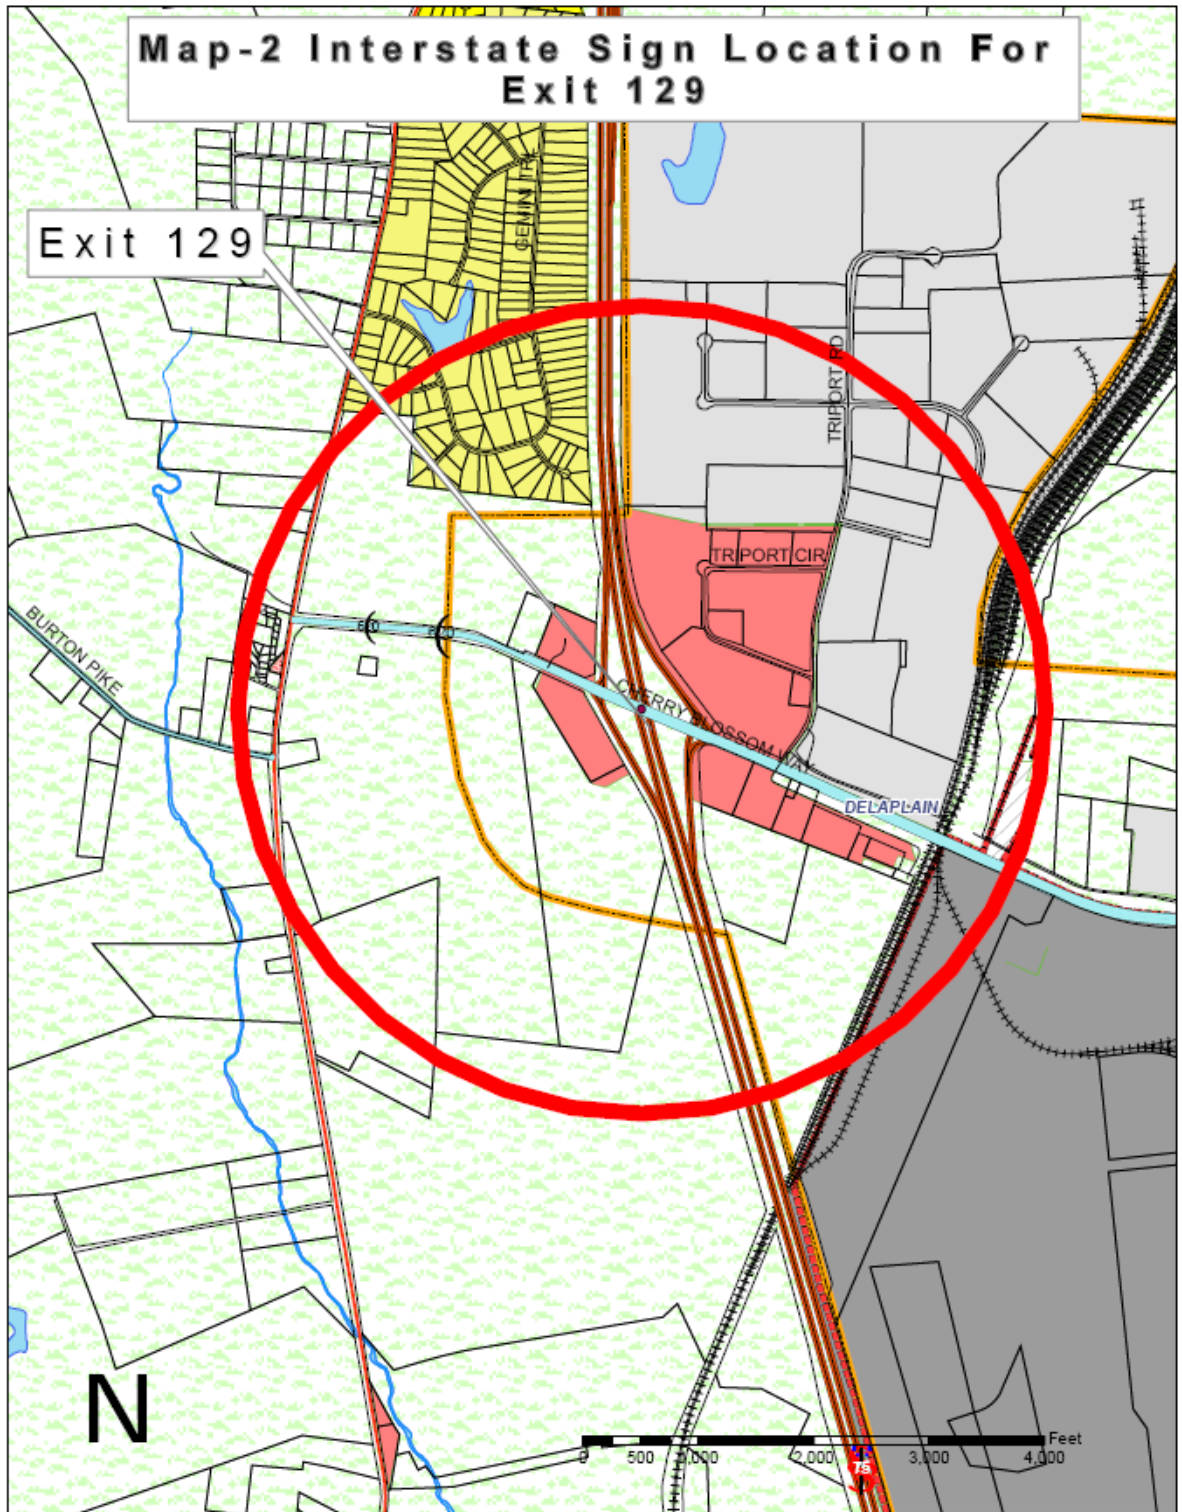 Map-2 Interstate Sign Location For
Exit 129
GEMINI TRL
Exit 129
TRIPORT RD
TRIPORT CIR
BURTON PIKE
CHERRY BLOSSOM WAY
DELAPLAIN
N
Feet
0 500 1,000 2,000 3,000 4,000
75